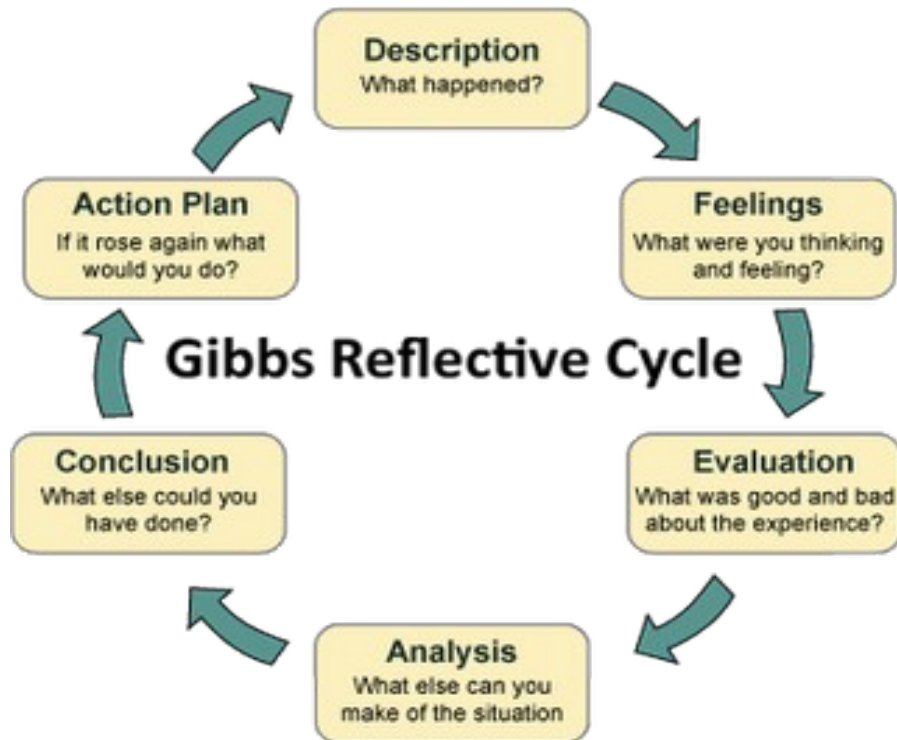 Description
What happened?
Feelings
What were you thinking
and feeling?
Evaluation
What was good and bad
about the experience?
Analysis
What else can you
make of the situation
Conclusion
What else could you
have done?
Action Plan
If it rose again what
would you do?
Gibbs Reflective Cycle